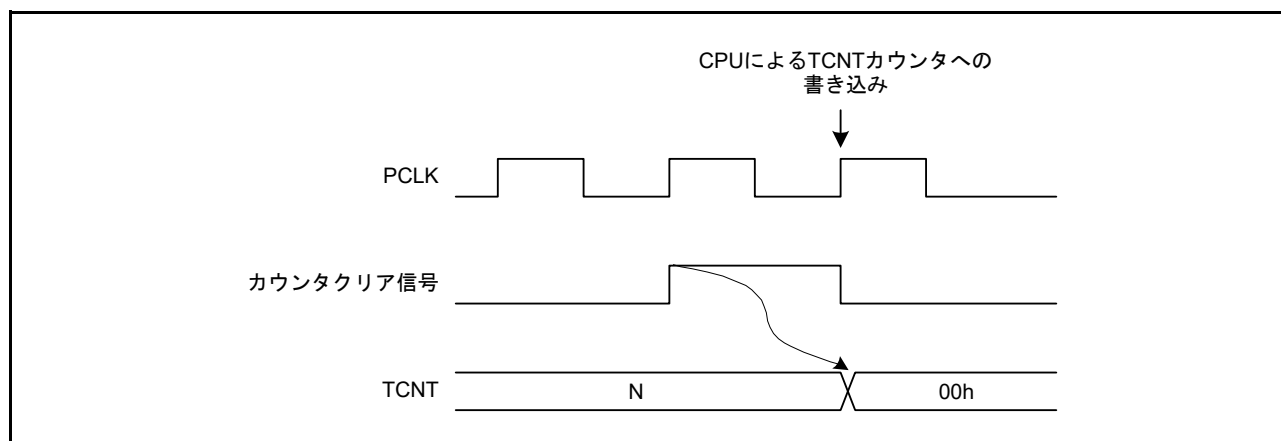 CPUによるTCNTカウンタへの
書き込み
PCLK
カウンタクリア信号
TCNT
N
00h